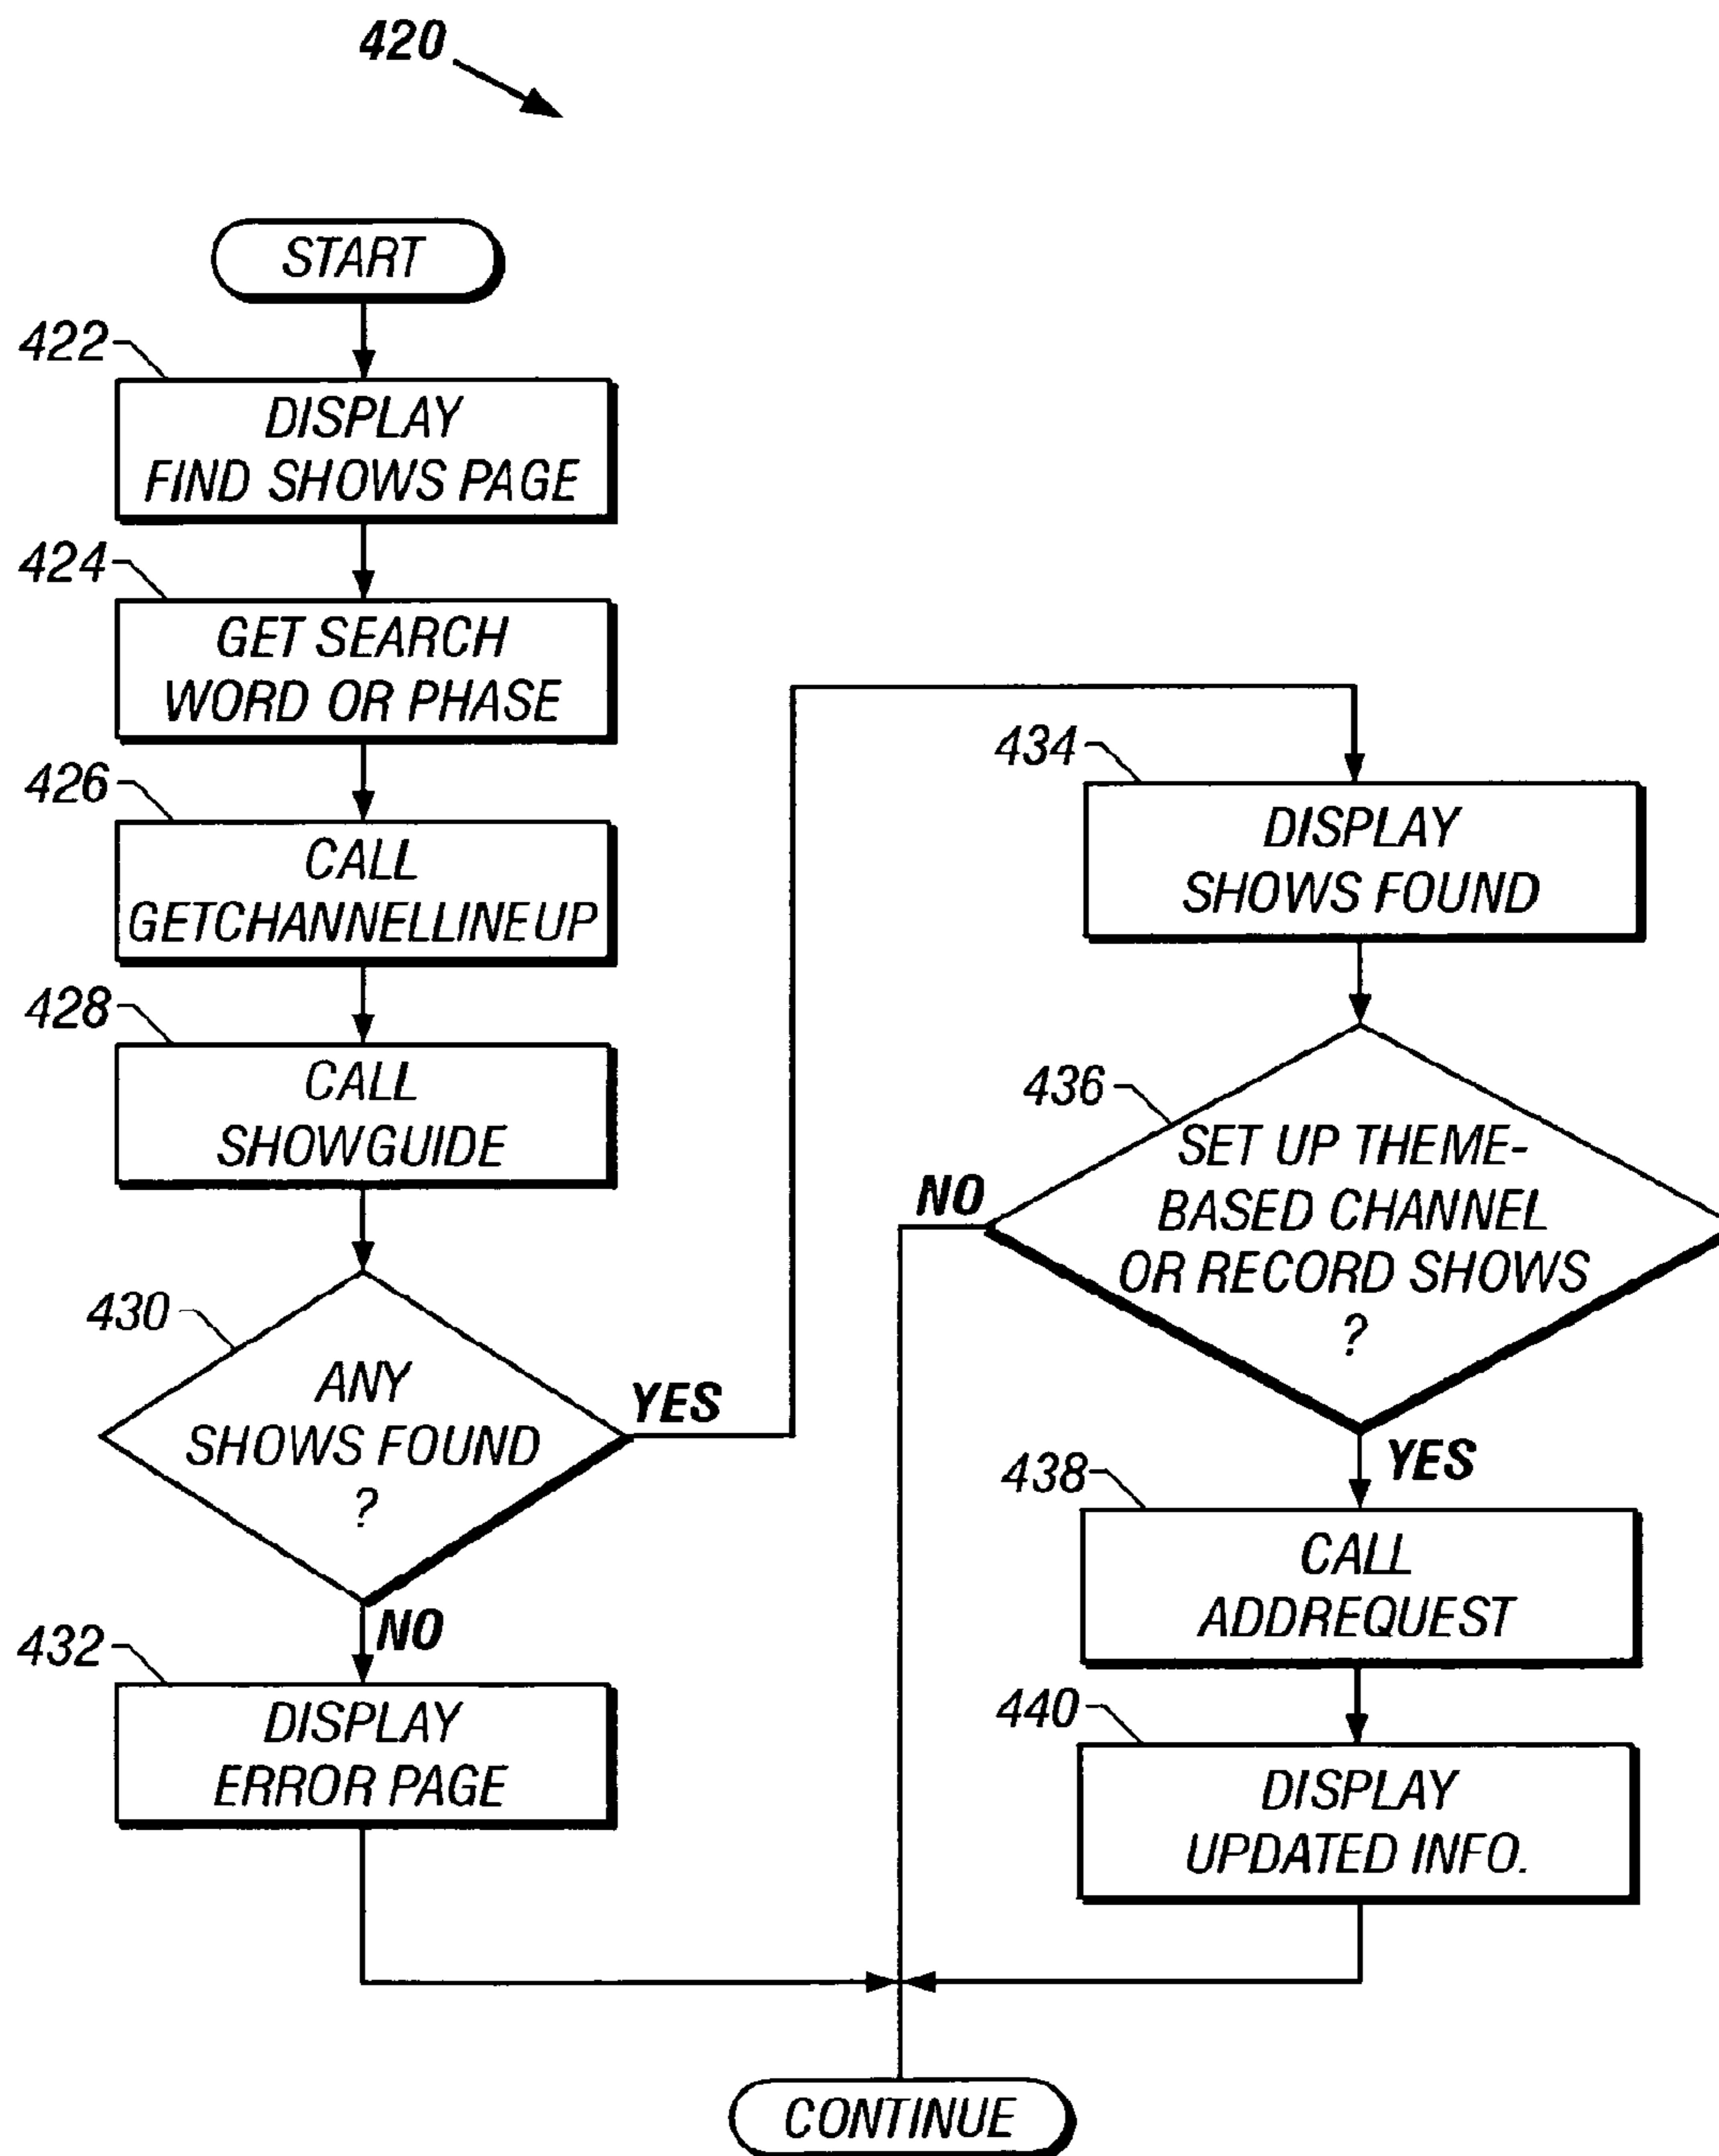 420
START
422
DISPLAY
FIND SHOWS PAGE
424
GET SEARCH
WORD OR PHASE
426
CALL
GETCHANNELLINEUP
428
CALL
SHOWGUIDE
430
ANY
SHOWS FOUND
?
YES
NO
432
DISPLAY
ERROR PAGE
434
DISPLAY
SHOWS FOUND
436
SET UP THEME-
BASED CHANNEL
OR RECORD SHOWS
?
NO
YES
438
CALL
ADDREQUEST
440
DISPLAY
UPDATED INFO.
CONTINUE